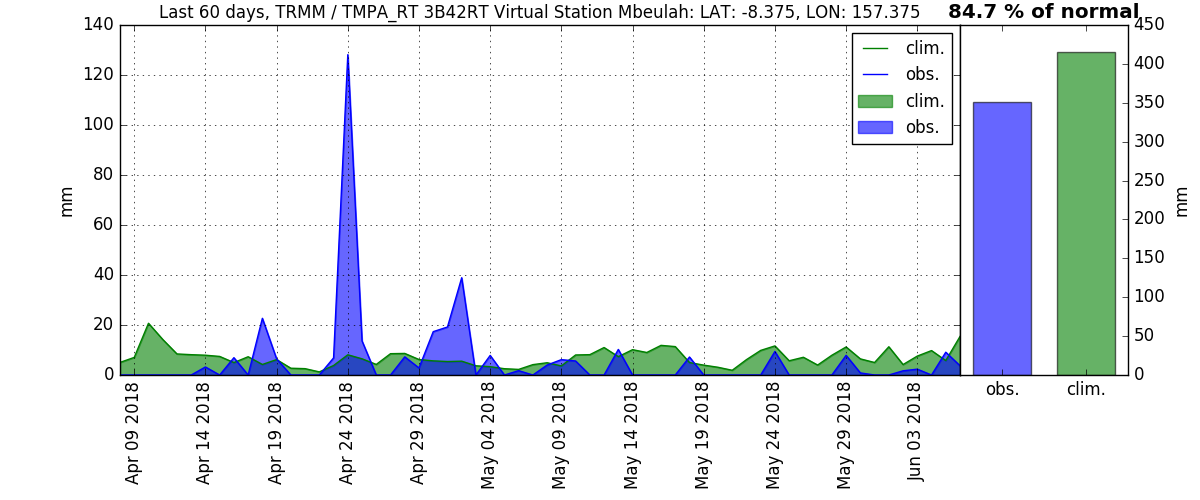 Last 60 days, TRMM / TMPA_RT 3B42RT Virtual Station Mbeulah: LAT: -8.375, LON: 157.375
84.7 % of normal
mm
140
120
100
80
60
40
20
0
clim.
obs.
clim.
obs.
Apr 09 2018
Apr 14 2018
Apr 19 2018
Apr 24 2018
Apr 29 2018
May 04 2018
May 09 2018
May 14 2018
May 19 2018
May 24 2018
May 29 2018
Jun 03 2018
obs.
clim.
450
400
350
300
250
200
150
100
50
0
mm